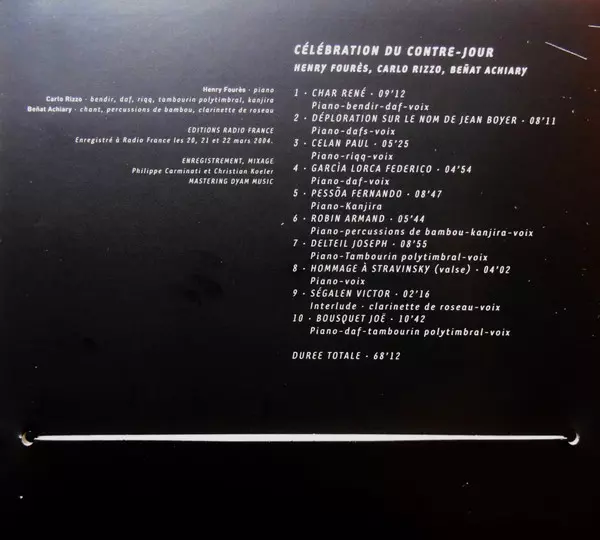 CÉLÉBRATION DU CONTRE-JOUR
HENRY FOURÈS, CARLO RIZZO, BEÑAT ACHIARY
Henry Fourès · piano
Carlo Rizzo · bendir, daf, riqq, tambourin polytimbral, kanjira
Beñat Achiary · chant, percussions de bambou, clarinette de roseau
EDITIONS RADIO FRANCE
Enregistré à Radio France les 20, 21 et 22 mars 2004.
ENREGISTREMENT, MIXAGE
Philippe Carminati et Christian Koeler
MASTERING DYAM MUSIC
1 · CHAR RENÉ · 09'12
Piano-bendir-daf-voix
2 · DÉPLORATION SUR LE NOM DE JEAN BOYER · 08'11
Piano-dafs-voix
3 · CELAN PAUL · 05'25
Piano-riqq-voix
4 · GARCÌA LORCA FEDERICO · 04'54
Piano-daf-voix
5 · PESSÕA FERNANDO · 08'47
Piano-Kanjira
6 · ROBIN ARMAND · 05'44
Piano-percussions de bambou-kanjira-voix
7 · DELTEIL JOSEPH · 08'55
Piano-Tambourin polytimbral-voix
8 · HOMMAGE À STRAVINSKY (valse) · 04'02
Piano-voix
9 · SÉGALEN VICTOR · 02'16
Interlude · clarinette de roseau-voix
10 · BOUSQUET JOË · 10'42
Piano-daf-tambourin polytimbral-voix
DUREE TOTALE · 68'12